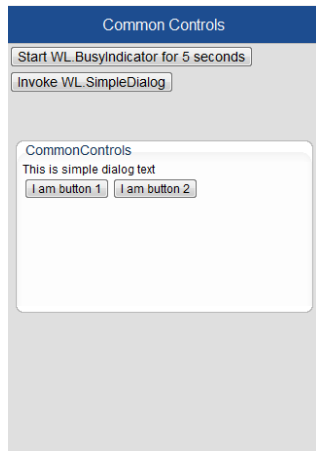 Common Controls
Start WL.BusyIndicator for 5 seconds
Invoke WL.SimpleDialog
CommonControls
This is simple dialog text
I am button 1 I am button 2